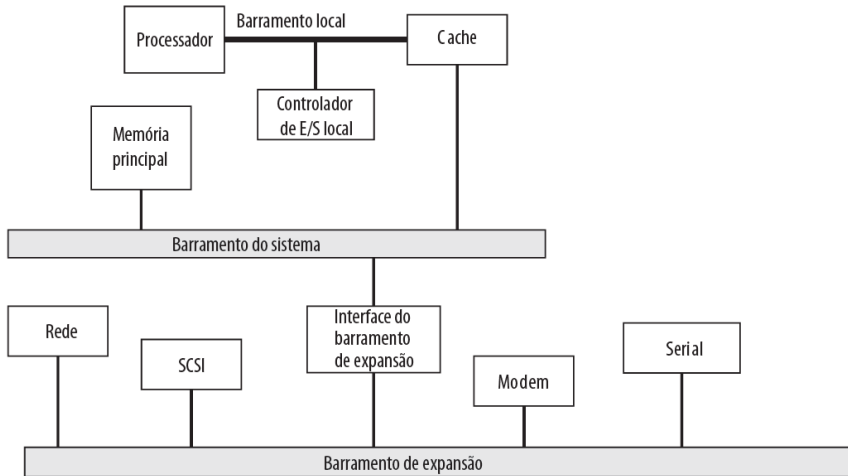 Barramento local
Processador
Cache
Controlador
de E/S local
Memória
principal
Barramento do sistema
Rede
SCSI
Interface do
barramento
de expansão
Modem
Serial
Barramento de expansão